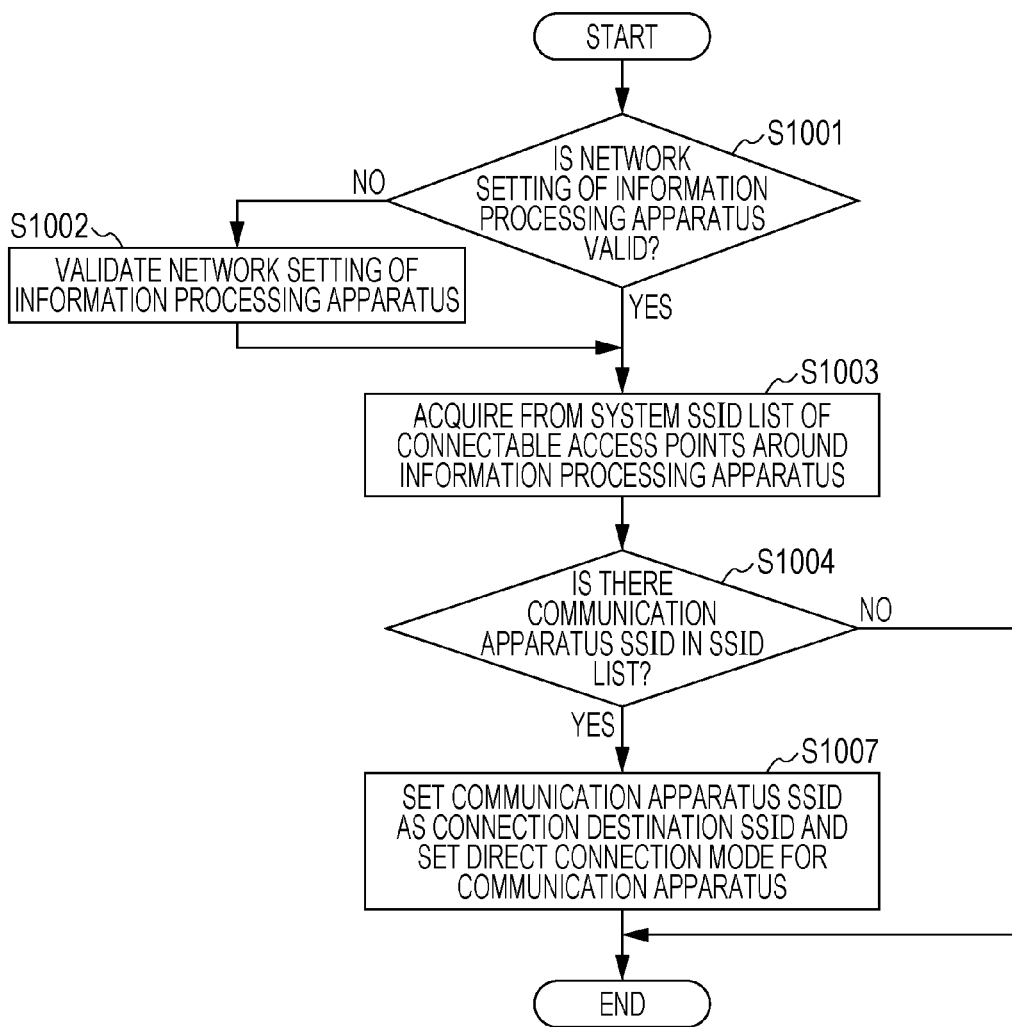 START
S1001
IS NETWORK
SETTING OF INFORMATION
PROCESSING APPARATUS
VALID?
NO
S1002
VALIDATE NETWORK SETTING OF
INFORMATION PROCESSING APPARATUS
YES
S1003
ACQUIRE FROM SYSTEM SSID LIST OF
CONNECTABLE ACCESS POINTS AROUND
INFORMATION PROCESSING APPARATUS
S1004
IS THERE
COMMUNICATION
APPARATUS SSID IN SSID
LIST?
NO
YES
S1007
SET COMMUNICATION APPARATUS SSID
AS CONNECTION DESTINATION SSID AND
SET DIRECT CONNECTION MODE FOR
COMMUNICATION APPARATUS
END